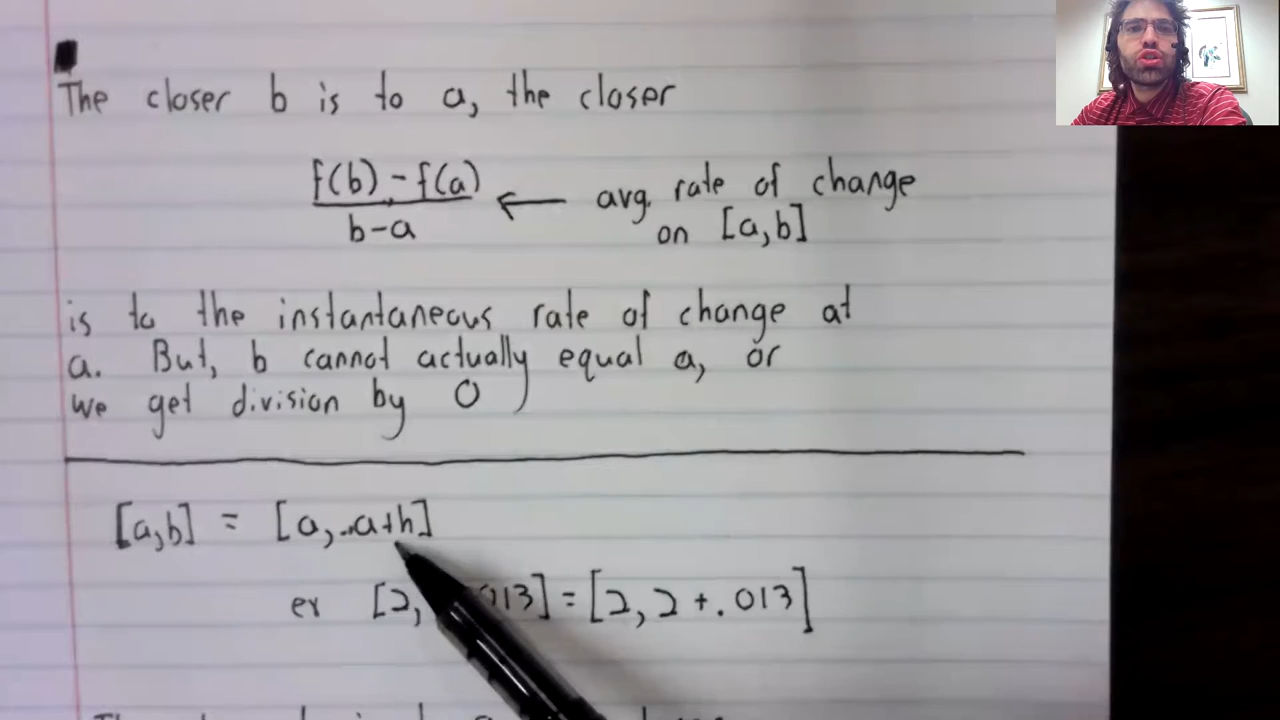 The closer b is to a, the closer
f(b) - f(a)
b-a
← avg. rate of change
on [a,b]
is to the instantaneous rate of change at
a. But, b cannot actually equal a, or
we get division by 0
[a,b] = [a, a+h]
ex [2, 013] = [2, 2 + .013]